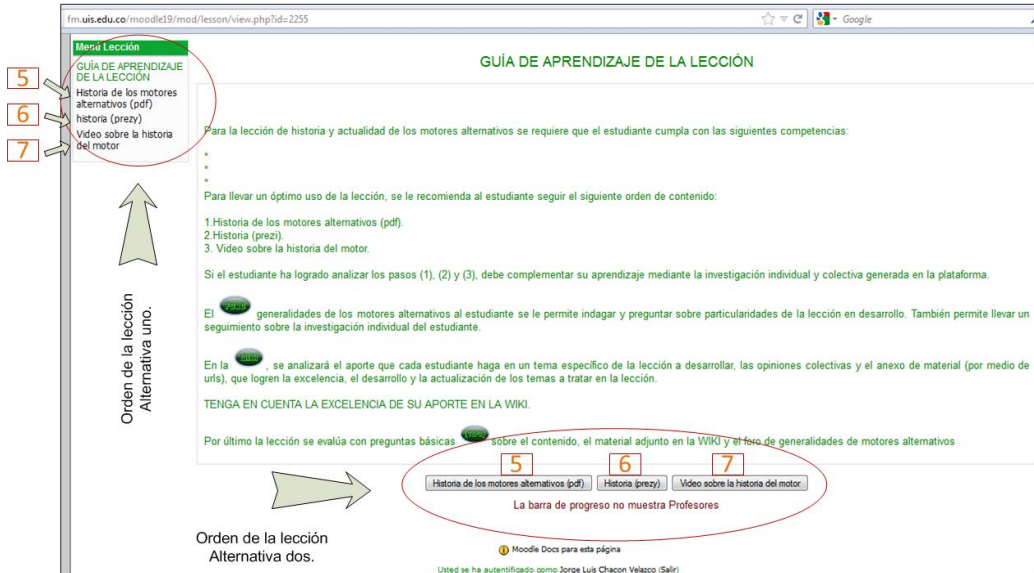 fm.uis.edu.co/moodle19/mod/lesson/view.php?id=2255
Google
Menú Lección
GUÍA DE APRENDIZAJE
DE LA LECCIÓN
Historia de los motores
alternativos (pdf)
historia (prezy)
Video sobre la historia
del motor
5
6
7
Orden de la lección
Alternativa uno.
GUÍA DE APRENDIZAJE DE LA LECCIÓN
Para la lección de historia y actualidad de los motores alternativos se requiere que el estudiante cumpla con las siguientes competencias:
*
*
*
Para llevar un óptimo uso de la lección, se le recomienda al estudiante seguir el siguiente orden de contenido:
1.Historia de los motores alternativos (pdf).
2.Historia (prezi).
3. Video sobre la historia del motor.
Si el estudiante ha logrado analizar los pasos (1), (2) y (3), debe complementar su aprendizaje mediante la investigación individual y colectiva generada en la plataforma.
El generalidades de los motores alternativos al estudiante se le permite indagar y preguntar sobre particularidades de la lección en desarrollo. También permite llevar un
seguimiento sobre la investigación individual del estudiante.
En la , se analizará el aporte que cada estudiante haga en un tema específico de la lección a desarrollar, las opiniones colectivas y el anexo de material (por medio de
urls), que logren la excelencia, el desarrollo y la actualización de los temas a tratar en la lección.
TENGA EN CUENTA LA EXCELENCIA DE SU APORTE EN LA WIKI.
Por último la lección se evalúa con preguntas básicas sobre el contenido, el material adjunto en la WIKI y el foro de generalidades de motores alternativos
5 6 7
Historia de los motores alternativos (pdf) Historia (prezy) Video sobre la historia del motor
La barra de progreso no muestra Profesores
Orden de la lección
Alternativa dos.
Moodle Docs para esta página
Usted se ha autentificado como Jorge Luis Chacon Velazco (Salir)